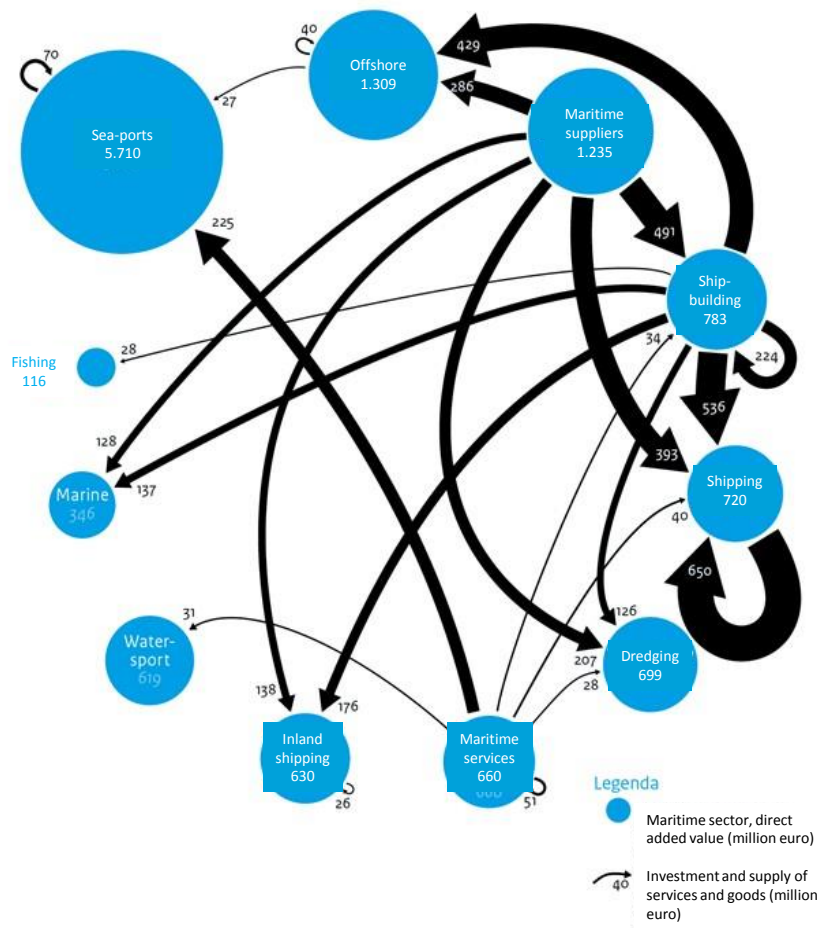 70
40
Offshore
1.309
429
286
27
Sea-ports
5.710
Maritime
suppliers
1.235
225
491
Ship-
building
783
34
224
28
Fishing
116
536
128
393
137
Marine
346
Shipping
720
40
650
31
126
Water-
sport
619
207
28
Dredging
699
138
176
Inland
shipping
630
26
Maritime
services
660
51
Legenda
Maritime sector, direct
added value (million euro)
40
Investment and supply of
services and goods (million
euro)